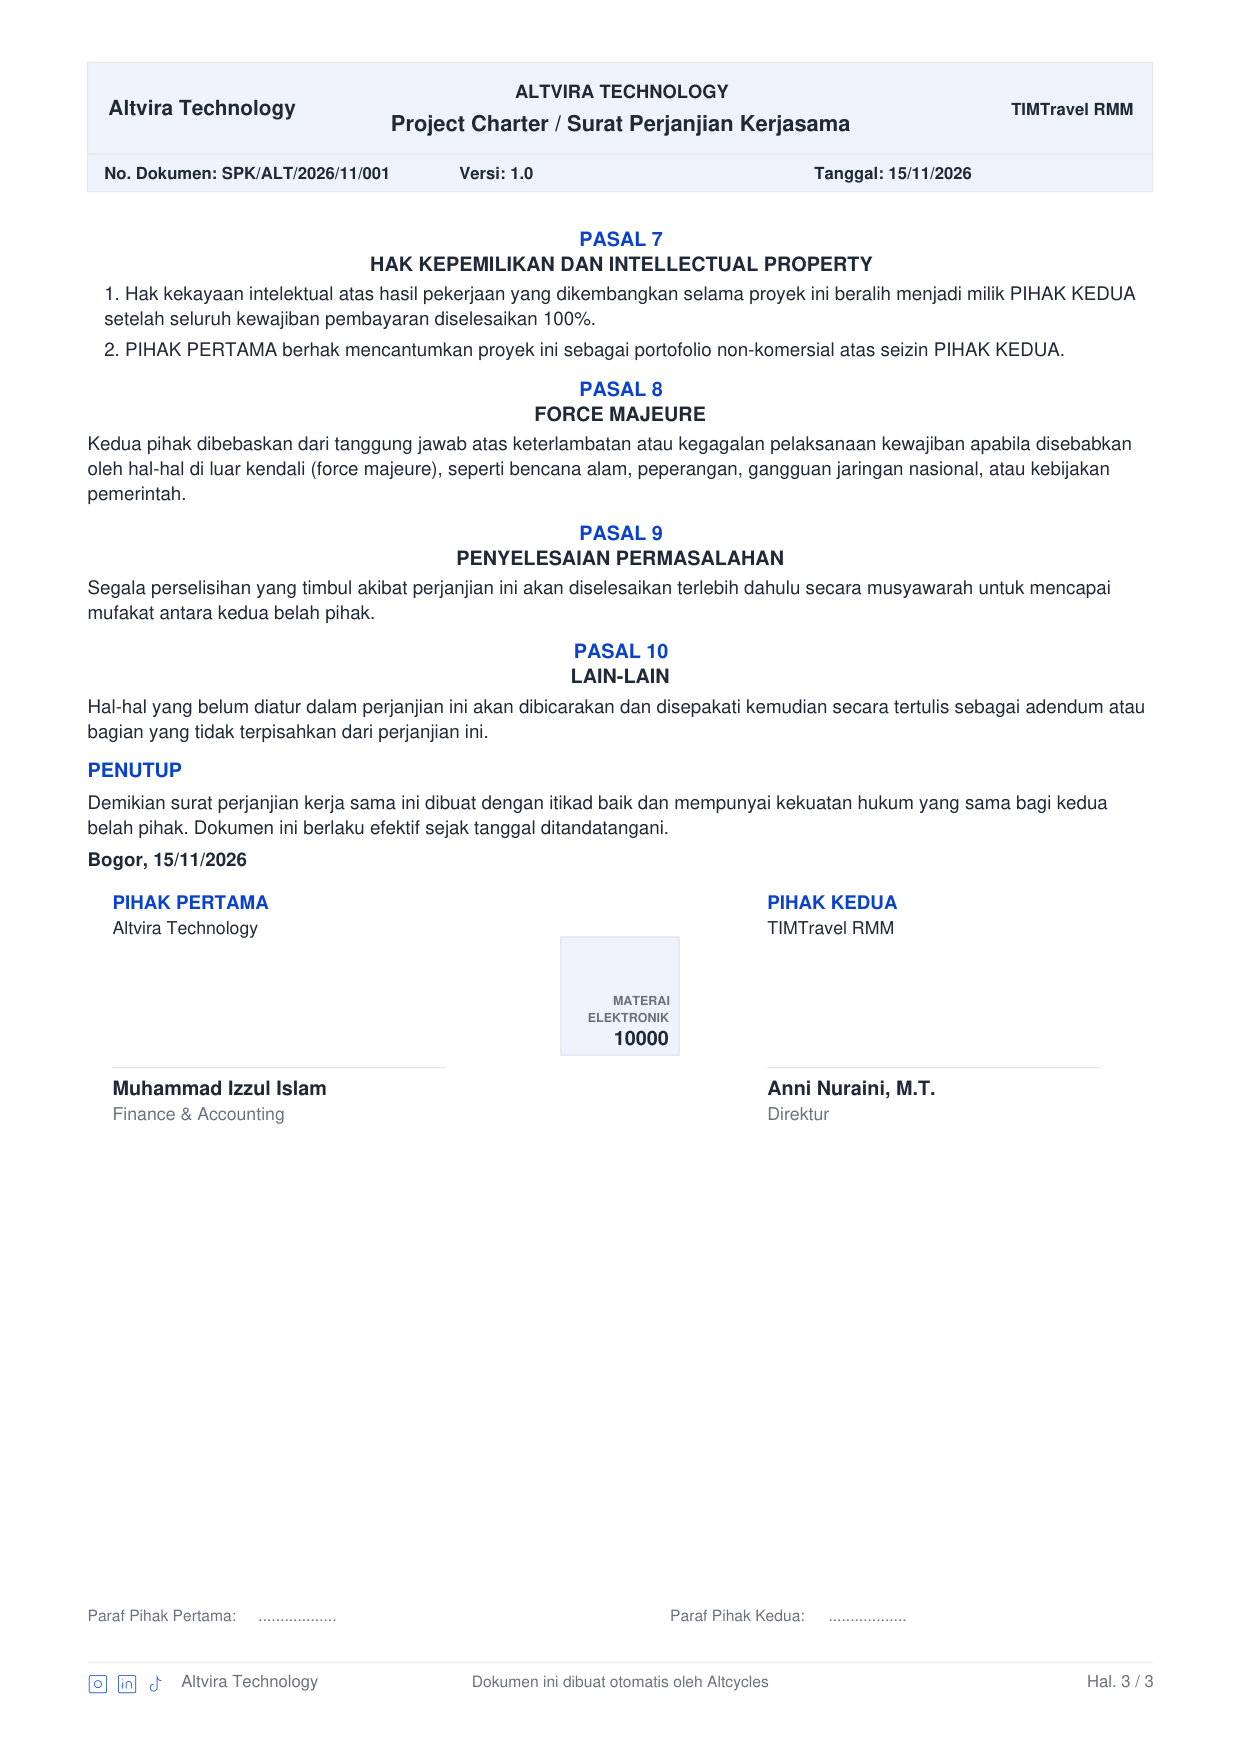 Altvira Technology
ALTVIRA TECHNOLOGY
Project Charter / Surat Perjanjian Kerjasama
TIMTravel RMM
No. Dokumen: SPK/ALT/2026/11/001 Versi: 1.0 Tanggal: 15/11/2026
PASAL 7
HAK KEPEMILIKAN DAN INTELLECTUAL PROPERTY
1. Hak kekayaan intelektual atas hasil pekerjaan yang dikembangkan selama proyek ini beralih menjadi milik PIHAK KEDUA
setelah seluruh kewajiban pembayaran diselesaikan 100%.
2. PIHAK PERTAMA berhak mencantumkan proyek ini sebagai portofolio non-komersial atas seizin PIHAK KEDUA.
PASAL 8
FORCE MAJEURE
Kedua pihak dibebaskan dari tanggung jawab atas keterlambatan atau kegagalan pelaksanaan kewajiban apabila disebabkan
oleh hal-hal di luar kendali (force majeure), seperti bencana alam, peperangan, gangguan jaringan nasional, atau kebijakan
pemerintah.
PASAL 9
PENYELESAIAN PERMASALAHAN
Segala perselisihan yang timbul akibat perjanjian ini akan diselesaikan terlebih dahulu secara musyawarah untuk mencapai
mufakat antara kedua belah pihak.
PASAL 10
LAIN-LAIN
Hal-hal yang belum diatur dalam perjanjian ini akan dibicarakan dan disepakati kemudian secara tertulis sebagai adendum atau
bagian yang tidak terpisahkan dari perjanjian ini.
PENUTUP
Demikian surat perjanjian kerja sama ini dibuat dengan itikad baik dan mempunyai kekuatan hukum yang sama bagi kedua
belah pihak. Dokumen ini berlaku efektif sejak tanggal ditandatangani.
Bogor, 15/11/2026
PIHAK PERTAMA
Altvira Technology
MATERAI
ELEKTRONIK
10000
Muhammad Izzul Islam
Finance & Accounting
PIHAK KEDUA
TIMTravel RMM
Anni Nuraini, M.T.
Direktur
Paraf Pihak Pertama: .................. Paraf Pihak Kedua: ..................
in Altvira Technology Dokumen ini dibuat otomatis oleh Altcycles Hal. 3 / 3